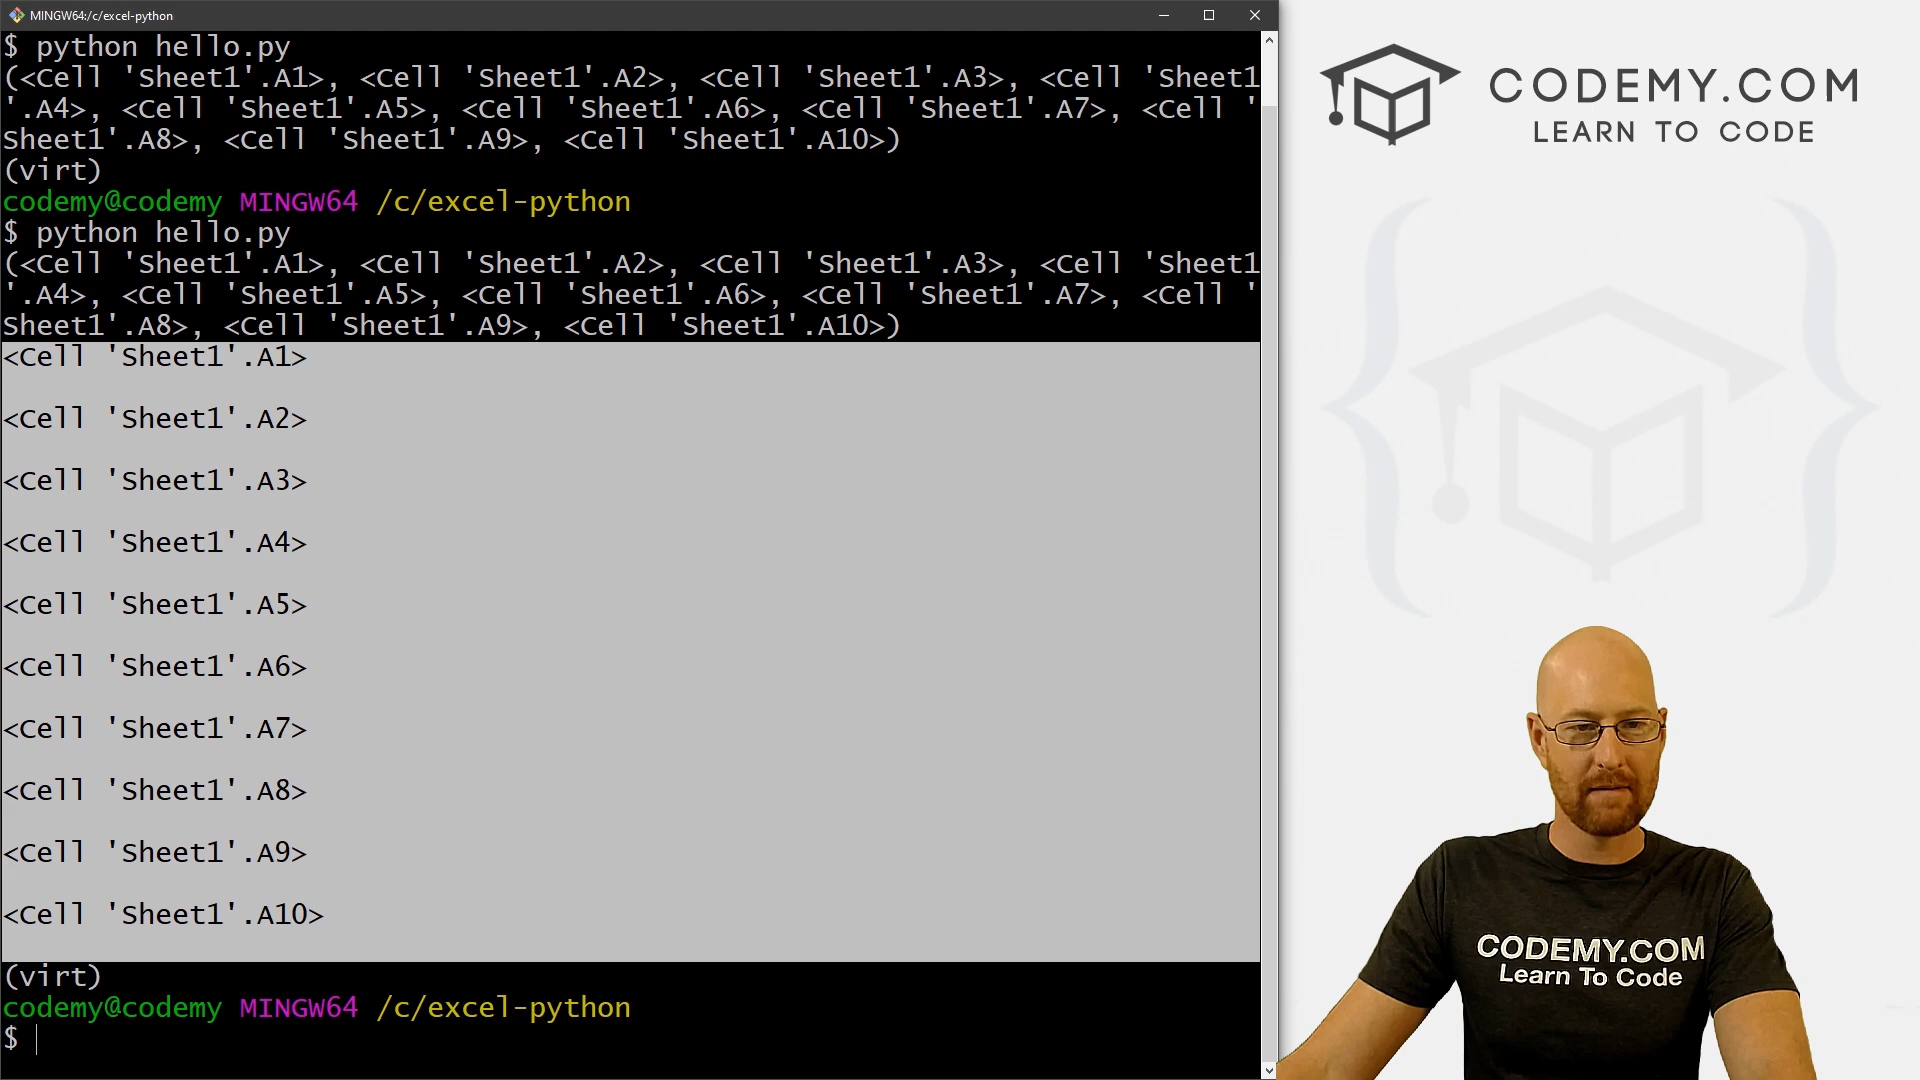 MINGW64:/c/excel-python
$ python hello.py
(<Cell 'Sheet1'.A1>, <Cell 'Sheet1'.A2>, <Cell 'Sheet1'.A3>, <Cell 'Sheet1
'.A4>, <Cell 'Sheet1'.A5>, <Cell 'Sheet1'.A6>, <Cell 'Sheet1'.A7>, <Cell '
Sheet1'.A8>, <Cell 'Sheet1'.A9>, <Cell 'Sheet1'.A10>)
(virt)
codemy@codemy MINGW64 /c/excel-python
$ python hello.py
(<Cell 'Sheet1'.A1>, <Cell 'Sheet1'.A2>, <Cell 'Sheet1'.A3>, <Cell 'Sheet1
'.A4>, <Cell 'Sheet1'.A5>, <Cell 'Sheet1'.A6>, <Cell 'Sheet1'.A7>, <Cell '
Sheet1'.A8>, <Cell 'Sheet1'.A9>, <Cell 'Sheet1'.A10>)
<Cell 'Sheet1'.A1>
<Cell 'Sheet1'.A2>
<Cell 'Sheet1'.A3>
<Cell 'Sheet1'.A4>
<Cell 'Sheet1'.A5>
<Cell 'Sheet1'.A6>
<Cell 'Sheet1'.A7>
<Cell 'Sheet1'.A8>
<Cell 'Sheet1'.A9>
<Cell 'Sheet1'.A10>
(virt)
codemy@codemy MINGW64 /c/excel-python
$
CODEMY.COM
LEARN TO CODE
CODEMY.COM
Learn To Code